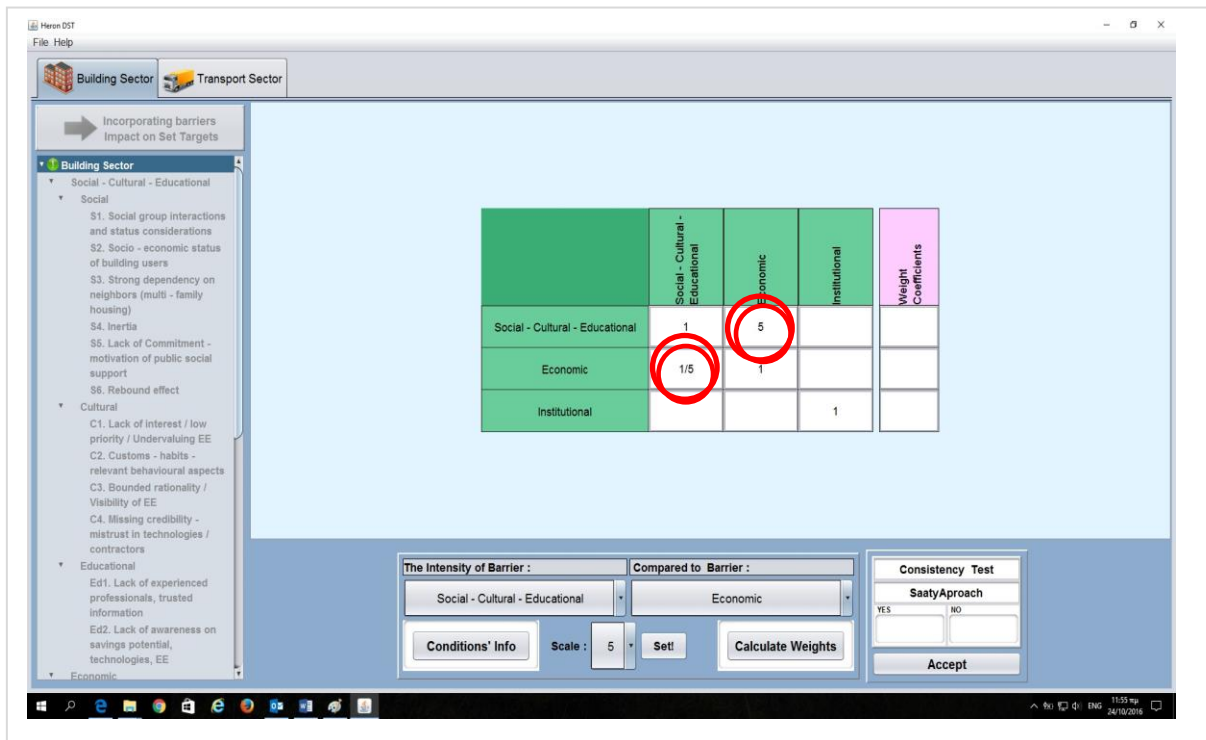 Heron DST
File Help
Building Sector
Transport Sector
Incorporating barriers
Impact on Set Targets
Building Sector
Social - Cultural - Educational
Social
S1. Social group interactions
and status considerations
S2. Socio - economic status
of building users
S3. Strong dependency on
neighbors (multi - family
housing)
S4. Inertia
S5. Lack of Commitment -
motivation of public social
support
S6. Rebound effect
Cultural
C1. Lack of interest / low
priority / Undervaluing EE
C2. Customs - habits -
relevant behavioural aspects
C3. Bounded rationality /
Visibility of EE
C4. Missing credibility -
mistrust in technologies /
contractors
Educational
Ed1. Lack of experienced
professionals, trusted
information
Ed2. Lack of awareness on
savings potential,
technologies, EE
Economic
Social - Cultural -
Educational
Economic
Institutional
Weight
Coefficients
Social - Cultural - Educational 1 5
Economic 1/5 1
Institutional 1
The Intensity of Barrier :
Compared to Barrier :
Social - Cultural - Educational
Economic
Conditions' Info
Scale : 5
Set!
Calculate Weights
Consistency Test
SaatyAproach
YES NO
Accept
ENG
11:55 πμ
24/10/2016